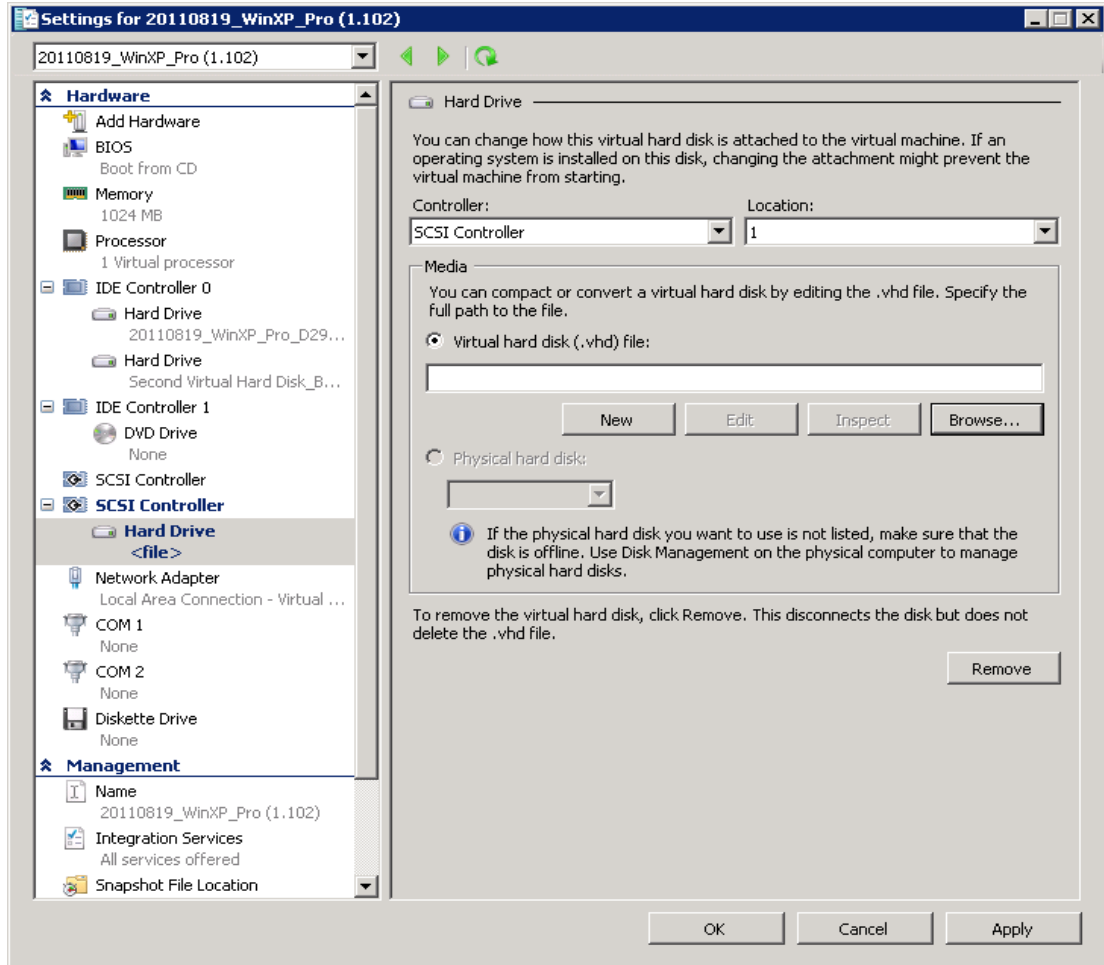 Settings for 20110819_WinXP_Pro (1.102)
20110819_WinXP_Pro (1.102)
Hardware
Add Hardware
BIOS
Boot from CD
Memory
1024 MB
Processor
1 Virtual processor
IDE Controller 0
Hard Drive
20110819_WinXP_Pro_D29...
Hard Drive
Second Virtual Hard Disk_B...
IDE Controller 1
DVD Drive
None
SCSI Controller
SCSI Controller
Hard Drive
<file>
Network Adapter
Local Area Connection - Virtual ...
COM 1
None
COM 2
None
Diskette Drive
None
Management
Name
20110819_WinXP_Pro (1.102)
Integration Services
All services offered
Snapshot File Location
Hard Drive
You can change how this virtual hard disk is attached to the virtual machine. If an
operating system is installed on this disk, changing the attachment might prevent the
virtual machine from starting.
Controller:
Location:
SCSI Controller
1
Media
You can compact or convert a virtual hard disk by editing the .vhd file. Specify the
full path to the file.
Virtual hard disk (.vhd) file:
New
Edit
Inspect
Browse...
Physical hard disk:
If the physical hard disk you want to use is not listed, make sure that the
disk is offline. Use Disk Management on the physical computer to manage
physical hard disks.
To remove the virtual hard disk, click Remove. This disconnects the disk but does not
delete the .vhd file.
Remove
OK
Cancel
Apply